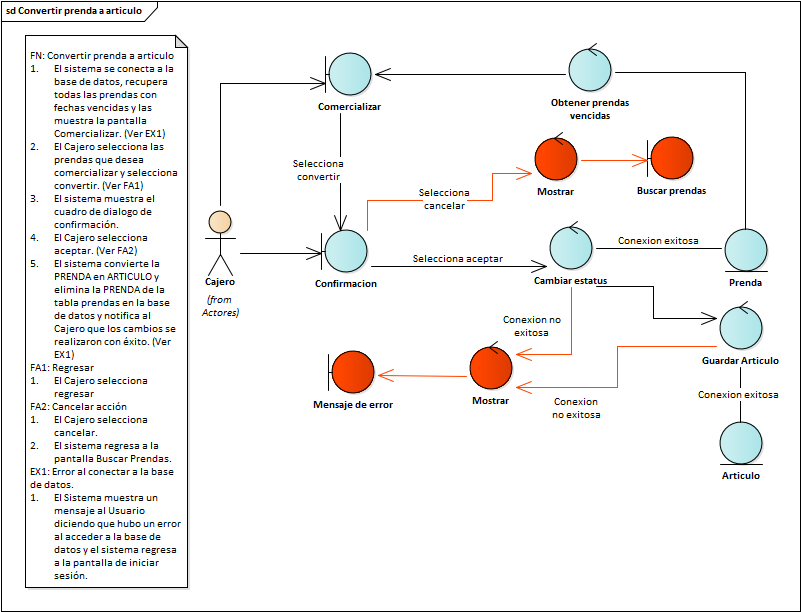 sd Convertir prenda a articulo
FN: Convertir prenda a articulo
1. El sistema se conecta a la
base de datos, recupera
todas las prendas con
fechas vencidas y las
muestra la pantalla
Comercializar. (Ver EX1)
2. El Cajero selecciona las
prendas que desea
comercializar y selecciona
convertir. (Ver FA1)
3. El sistema muestra el
cuadro de dialogo de
confirmación.
4. El Cajero selecciona
aceptar. (Ver FA2)
5. El sistema convierte la
PRENDA en ARTICULO y
elimina la PRENDA de la
tabla prendas en la base
de datos y notifica al
Cajero que los cambios se
realizaron con éxito. (Ver
EX1)
FA1: Regresar
1. El Cajero selecciona
regresar
FA2: Cancelar acción
1. El Cajero selecciona
cancelar.
2. El sistema regresa a la
pantalla Buscar Prendas.
EX1: Error al conectar a la base
de datos.
1. El Sistema muestra un
mensaje al Usuario
diciendo que hubo un error
al acceder a la base de
datos y el sistema regresa
a la pantalla de iniciar
sesión.
Comercializar
Obtener prendas
vencidas
Selecciona
convertir
Mostrar
Buscar prendas
Selecciona
cancelar
Cajero
(from
Actores)
Confirmacion
Selecciona aceptar
Cambiar estatus
Conexion exitosa
Prenda
Conexion no
exitosa
Guardar Articulo
Mensaje de error
Mostrar
Conexion
no exitosa
Conexion exitosa
Articulo